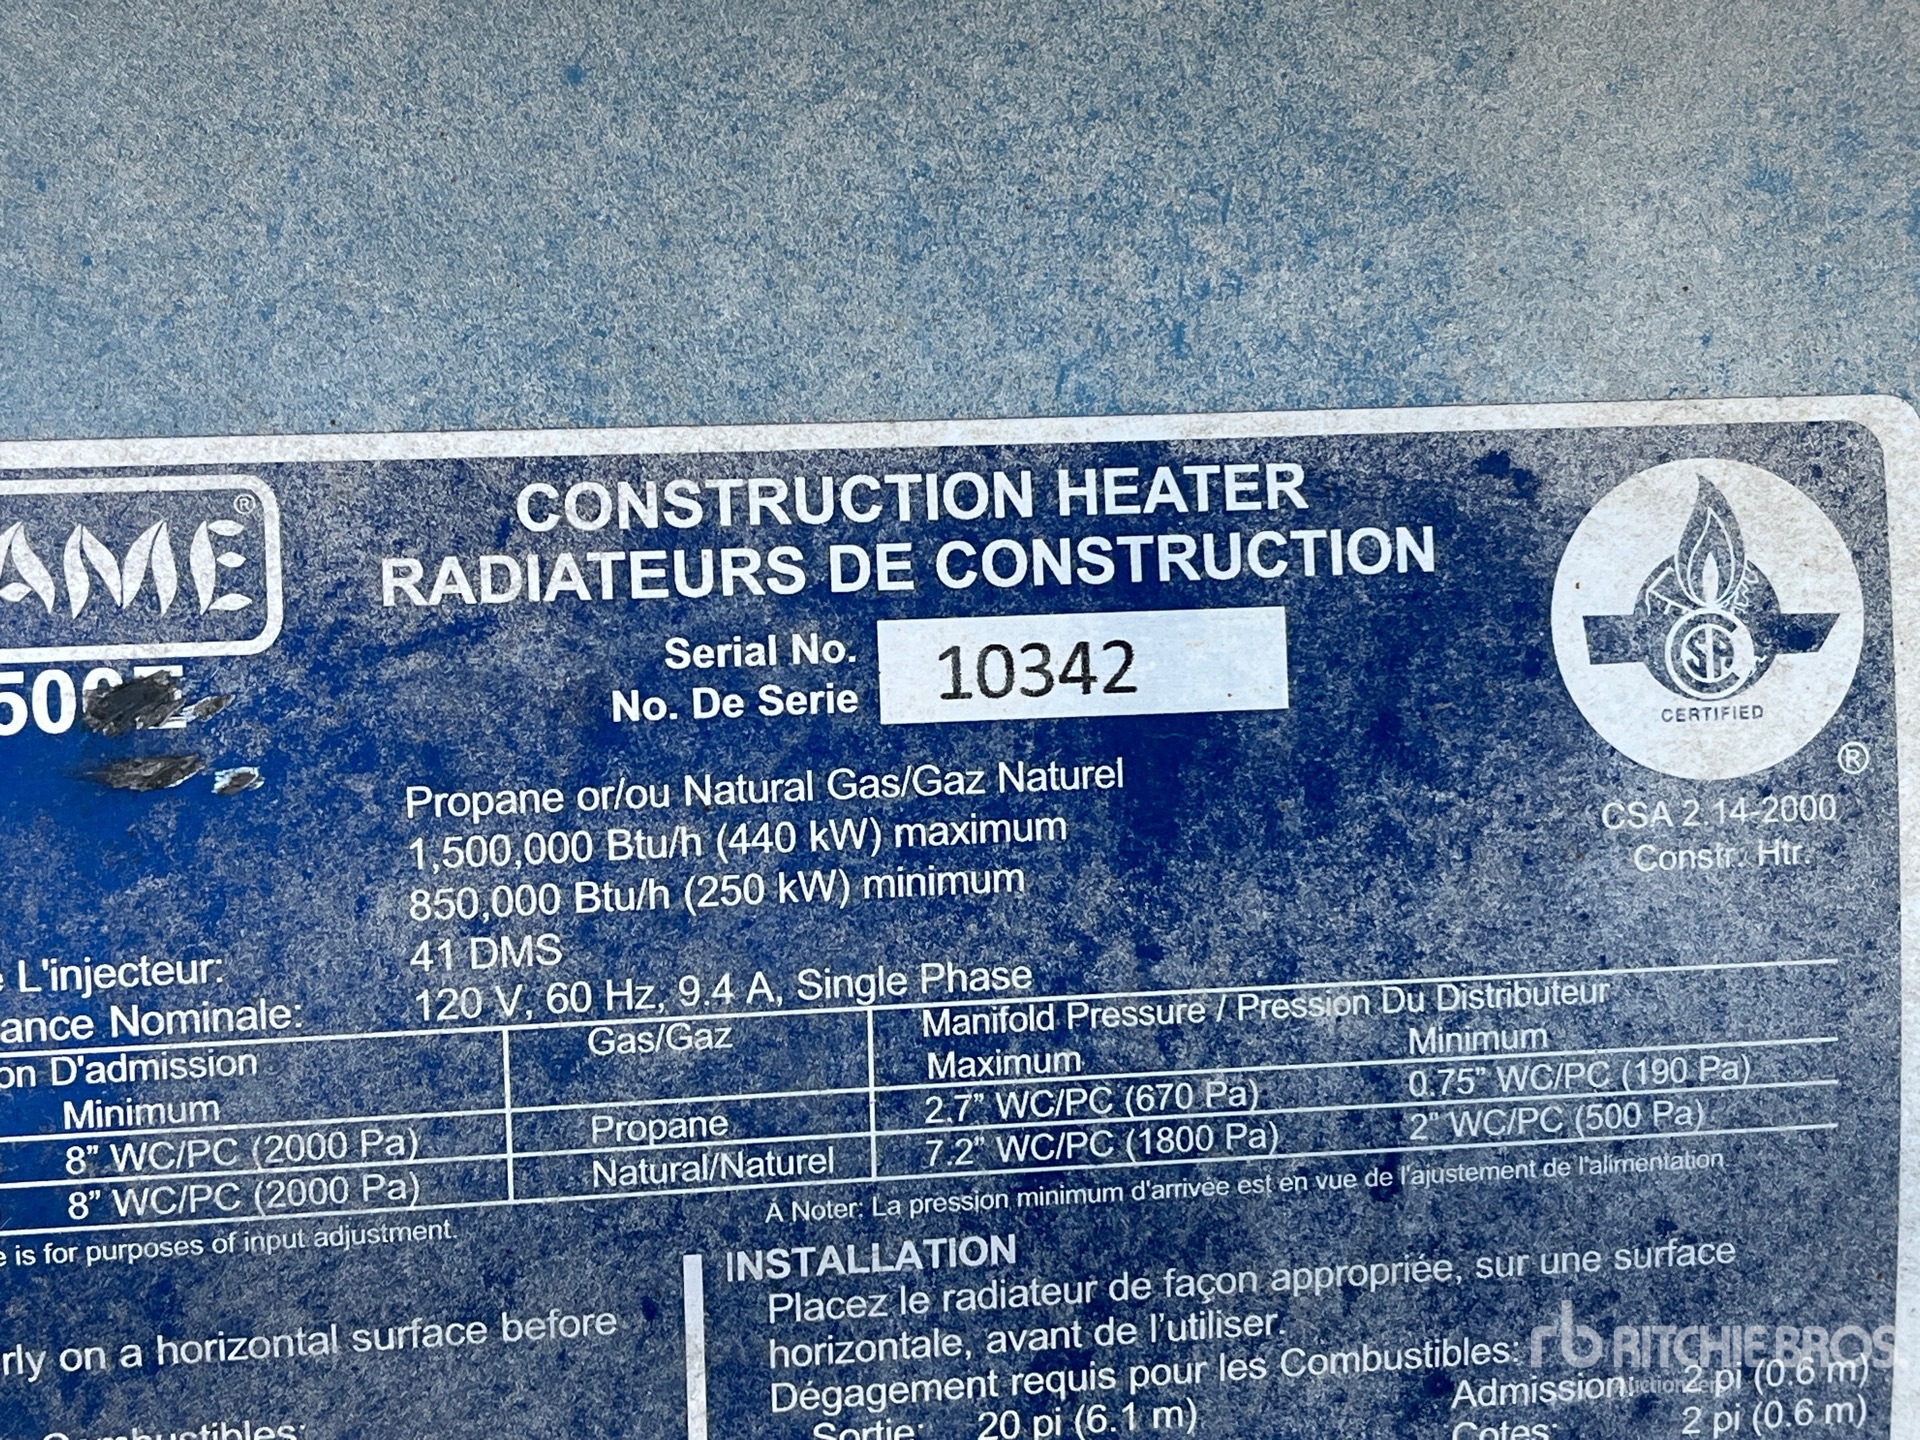 CONSTRUCTION HEATER
RADIATEURS DE CONSTRUCTION
AME®
Serial No.
No. De Serie
10342
CERTIFIED
®
CSA 2.14-2000
Constr. Htr.
Propane or/ou Natural Gas/Gaz Naturel
1,500,000 Btu/h (440 kW) maximum
850,000 Btu/h (250 kW) minimum
L'injecteur: 41 DMS
ance Nominale: 120 V, 60 Hz, 9.4 A, Single Phase
on D'admission Gas/Gaz Manifold Pressure / Pression Du Distributeur
Minimum Maximum Minimum
8" WC/PC (2000 Pa) Propane 2.7" WC/PC (670 Pa) 0.75" WC/PC (190 Pa)
8" WC/PC (2000 Pa) Natural/Naturel 7.2" WC/PC (1800 Pa) 2" WC/PC (500 Pa)
e is for purposes of input adjustment.
A Noter: La pression minimum d'arrivée est en vue de l'ajustement de l'alimentation
rly on a horizontal surface before
INSTALLATION
Placez le radiateur de façon appropriée, sur une surface
horizontale, avant de l'utiliser.
Dégagement requis pour les Combustibles:
Admission: 2 pi (0.6 m)
Sortie: 20 pi (6.1 m) Cotes: 2 pi (0.6 m)
rb RITCHIE BROS
Auctioneers